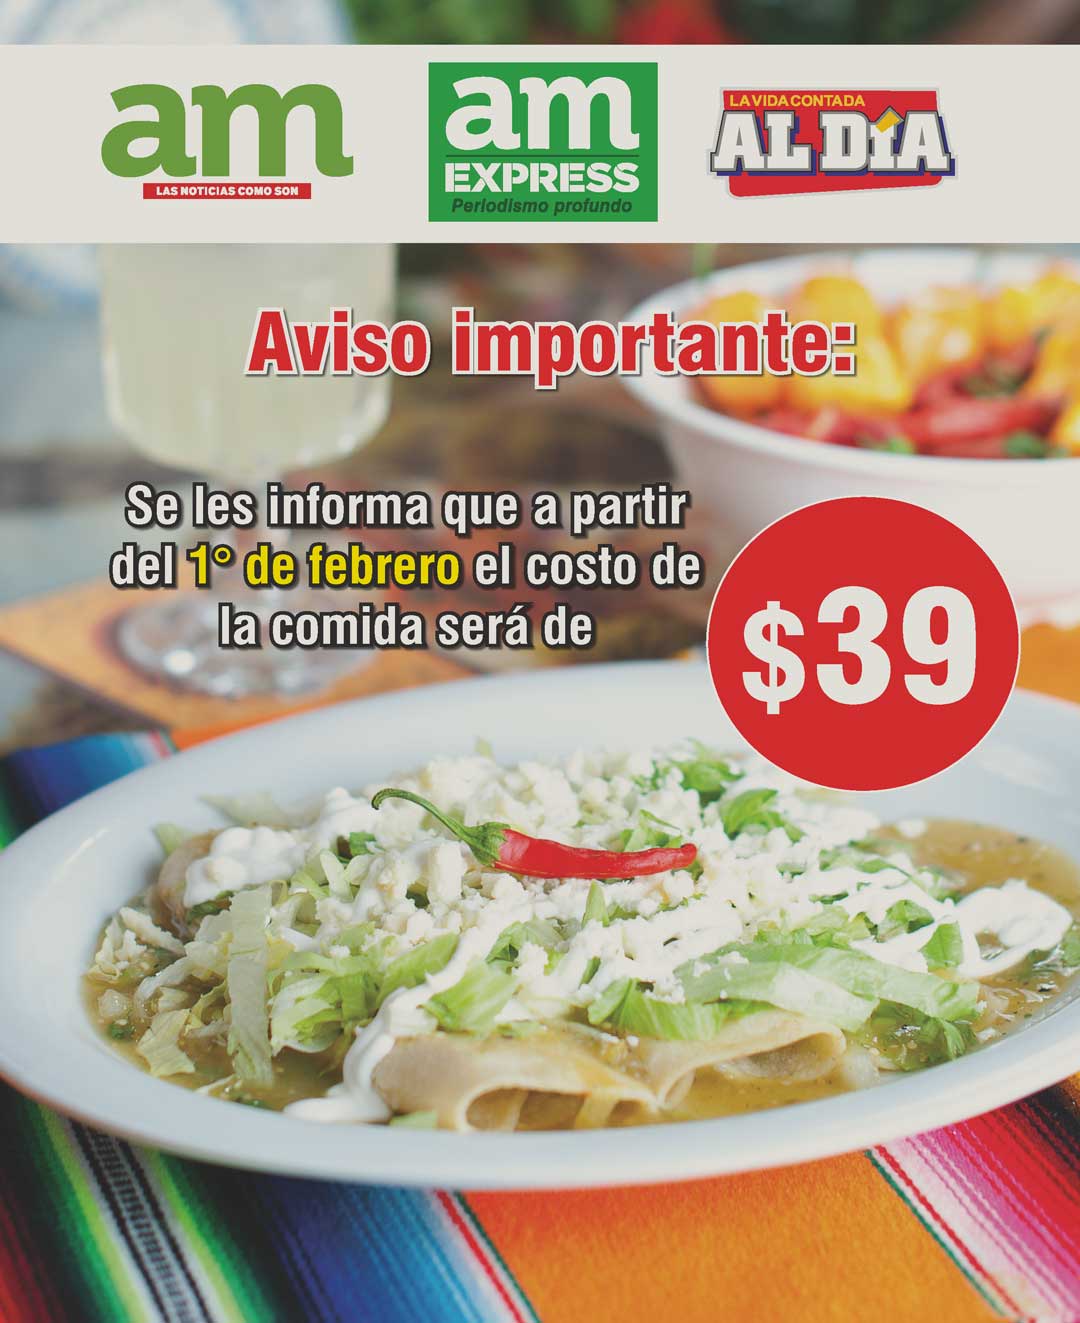 am
LAS NOTICIAS COMO SON
am
EXPRESS
Periodismo profundo
LA VIDA CONTADA
AL DÍA
Aviso importante:
Se les informa que a partir
del 1° de febrero el costo de
la comida será de
$39